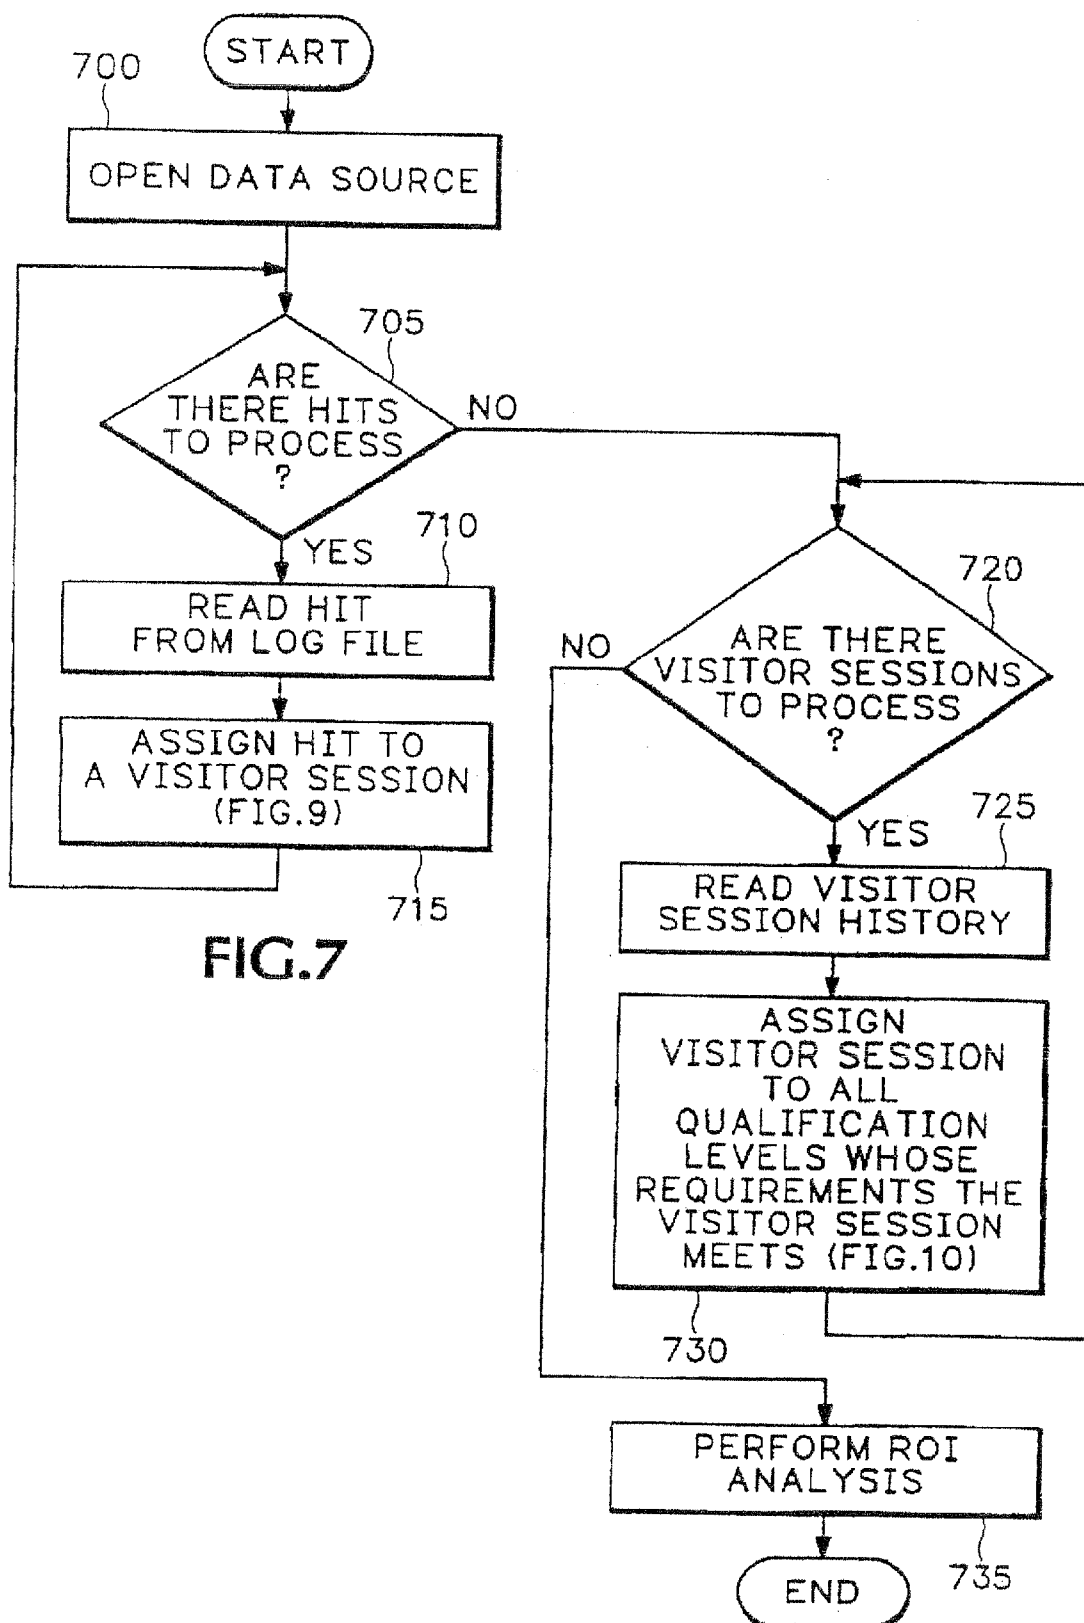 START
700
OPEN DATA SOURCE
705
ARE
THERE HITS
TO PROCESS
?
NO
YES
710
READ HIT
FROM LOG FILE
ASSIGN HIT TO
A VISITOR SESSION
(FIG.9)
715
FIG.7
720
NO
ARE THERE
VISITOR SESSIONS
TO PROCESS
?
YES
725
READ VISITOR
SESSION HISTORY
ASSIGN
VISITOR SESSION
TO ALL
QUALIFICATION
LEVELS WHOSE
REQUIREMENTS THE
VISITOR SESSION
MEETS (FIG.10)
730
PERFORM ROI
ANALYSIS
735
END